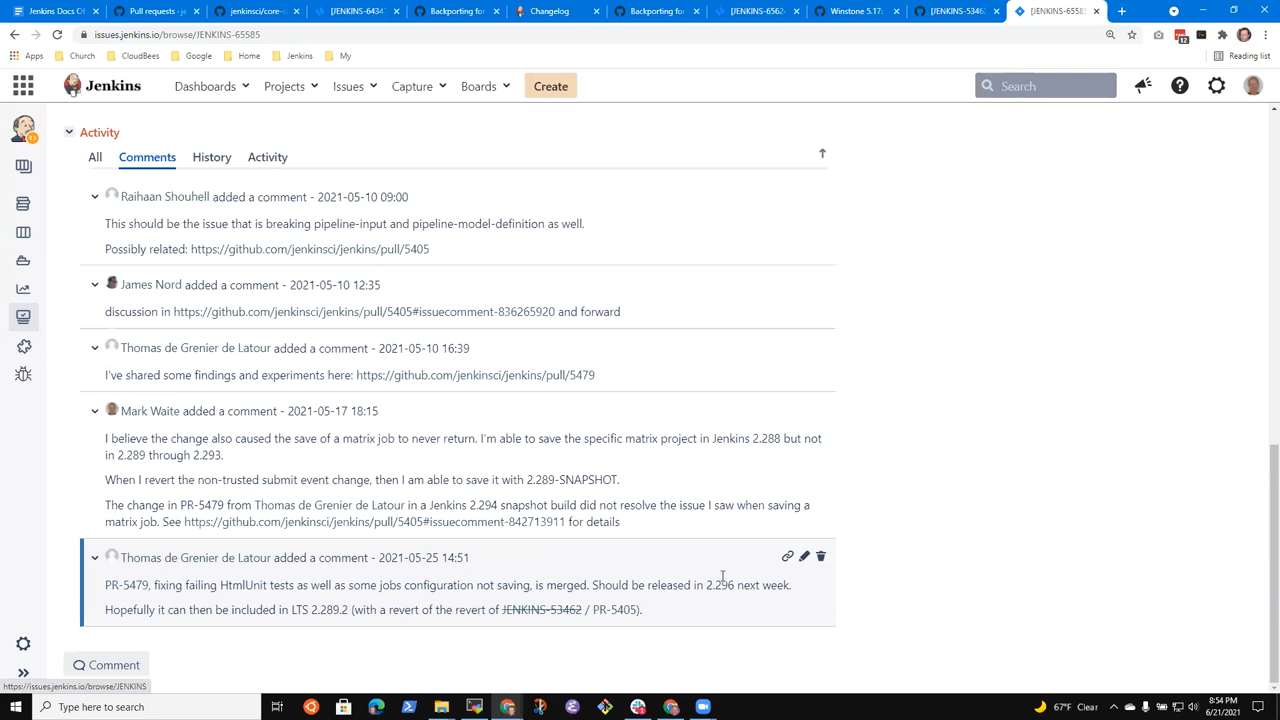 Jenkins Docs Of
Pull requests · je
jenkinsci/core-c
[JENKINS-6434
Backporting for
Changelog
Backporting for
[JENKINS-6562
Winstone 5.17:
[JENKINS-5346
[JENKINS-6558
issues.jenkins.io/browse/JENKINS-65585
12
Apps
Church
CloudBees
Google
Home
Jenkins
My
Reading list
Jenkins
Dashboards
Projects
Issues
Capture
Boards
Create
Search
Activity
All
Comments
History
Activity
Raihaan Shouhell added a comment - 2021-05-10 09:00
This should be the issue that is breaking pipeline-input and pipeline-model-definition as well.
Possibly related: https://github.com/jenkinsci/jenkins/pull/5405
James Nord added a comment - 2021-05-10 12:35
discussion in https://github.com/jenkinsci/jenkins/pull/5405#issuecomment-836265920 and forward
Thomas de Grenier de Latour added a comment - 2021-05-10 16:39
I've shared some findings and experiments here: https://github.com/jenkinsci/jenkins/pull/5479
Mark Waite added a comment - 2021-05-17 18:15
I believe the change also caused the save of a matrix job to never return. I'm able to save the specific matrix project in Jenkins 2.288 but not
in 2.289 through 2.293.
When I revert the non-trusted submit event change, then I am able to save it with 2.289-SNAPSHOT.
The change in PR-5479 from Thomas de Grenier de Latour in a Jenkins 2.294 snapshot build did not resolve the issue I saw when saving a
matrix job. See https://github.com/jenkinsci/jenkins/pull/5405#issuecomment-842713911 for details
Thomas de Grenier de Latour added a comment - 2021-05-25 14:51
PR-5479, fixing failing HtmlUnit tests as well as some jobs configuration not saving, is merged. Should be released in 2.296 next week.
Hopefully it can then be included in LTS 2.289.2 (with a revert of the revert of JENKINS-53462 / PR-5405).
Comment
https://issues.jenkins.io/browse/JENKINS
Type here to search
67°F Clear
8:54 PM
6/21/2021